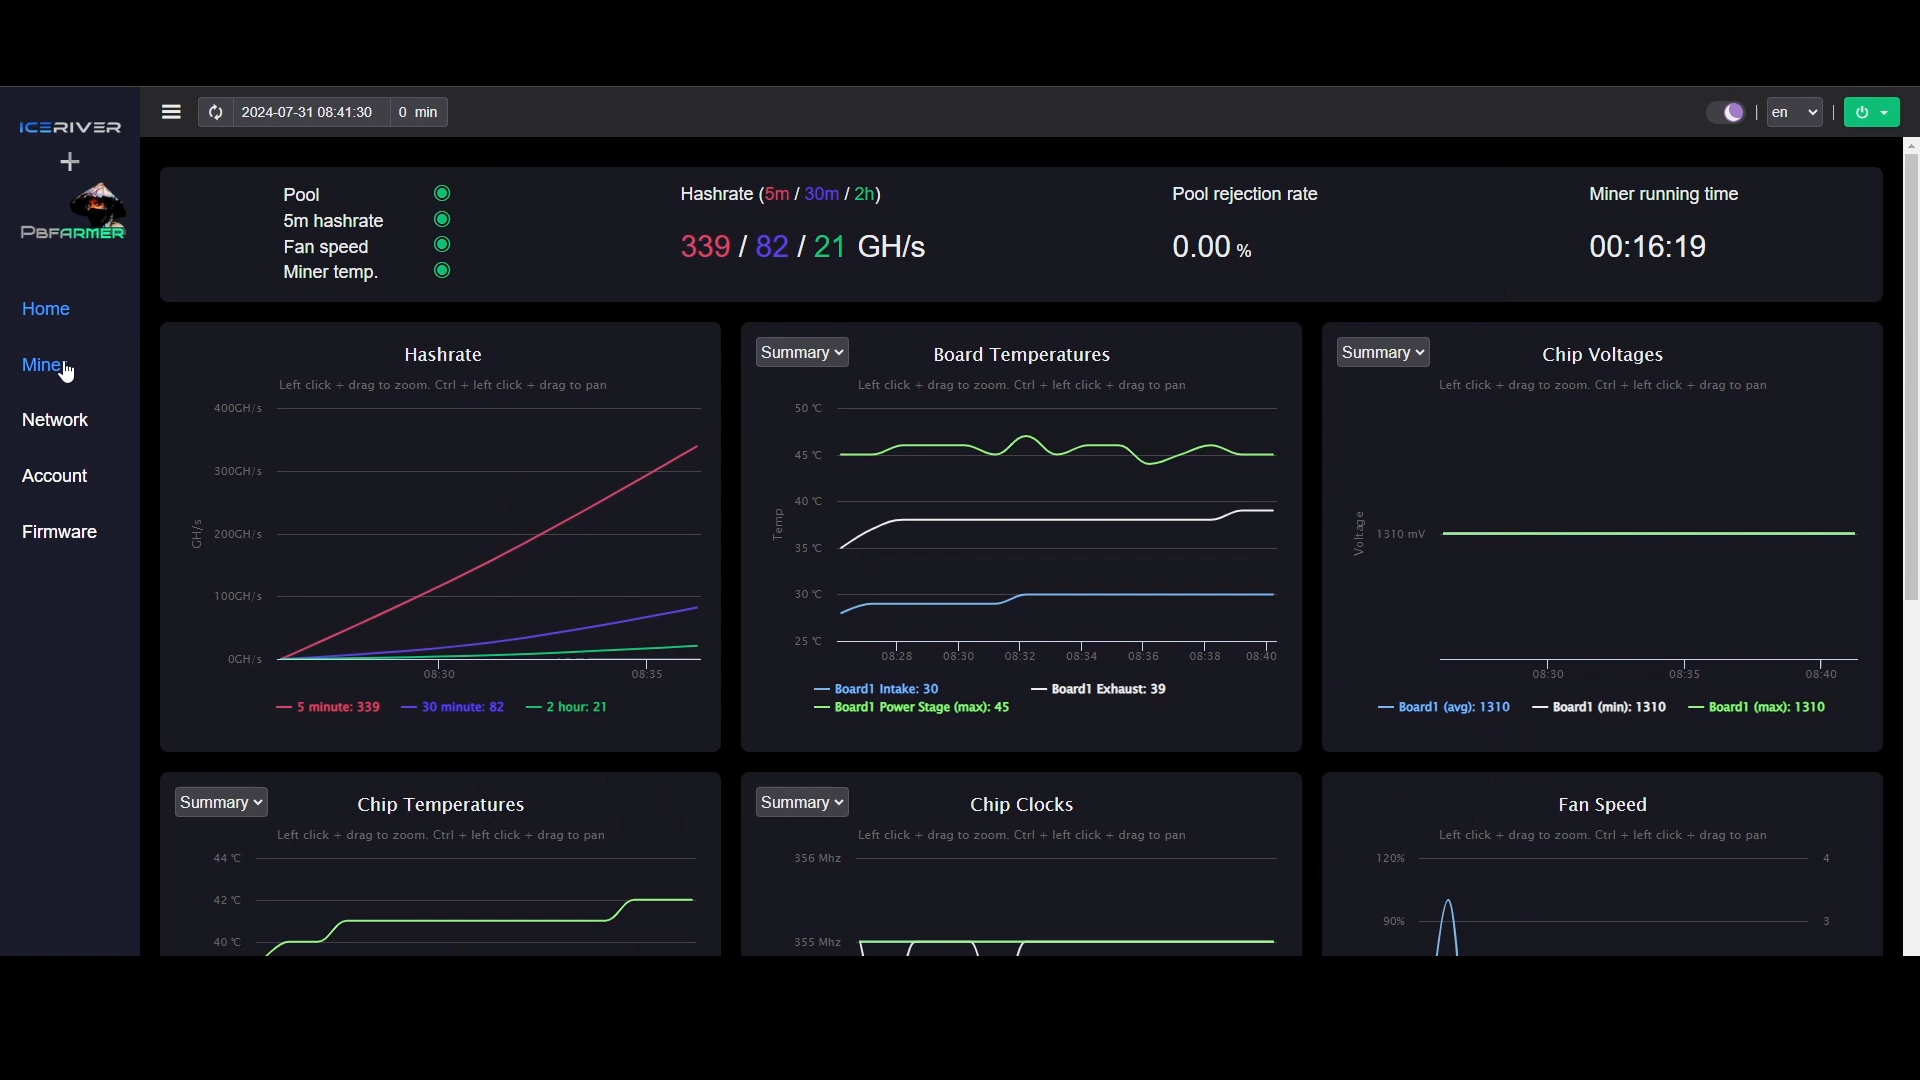 ICERIVER
+
PBFARMER
Home
Mine
Network
Account
Firmware
2024-07-31 08:41:30 0 min
| en |
Pool
5m hashrate
Fan speed
Miner temp.
Hashrate (5m / 30m / 2h)
339 / 82 / 21 GH/s
Pool rejection rate
0.00 %
Miner running time
00:16:19
Hashrate
Left click + drag to zoom. Ctrl + left click + drag to pan
400GH/s
300GH/s
200GH/s
100GH/s
0GH/s
GH/s
08:30 08:35
5 minute: 339 30 minute: 82 2 hour: 21
Summary
Board Temperatures
Left click + drag to zoom. Ctrl + left click + drag to pan
50 ℃
45 ℃
40 ℃
35 ℃
30 ℃
25 ℃
Temp
08:28 08:30 08:32 08:34 08:36 08:38 08:40
Board1 Intake: 30 Board1 Exhaust: 39
Board1 Power Stage (max): 45
Summary
Chip Voltages
Left click + drag to zoom. Ctrl + left click + drag to pan
Voltage
1310 mV
08:30 08:35 08:40
Board1 (avg): 1310 Board1 (min): 1310 Board1 (max): 1310
Summary
Chip Temperatures
Left click + drag to zoom. Ctrl + left click + drag to pan
44 ℃
42 ℃
40 ℃
Summary
Chip Clocks
Left click + drag to zoom. Ctrl + left click + drag to pan
356 Mhz
355 Mhz
Fan Speed
Left click + drag to zoom. Ctrl + left click + drag to pan
120% 4
90% 3